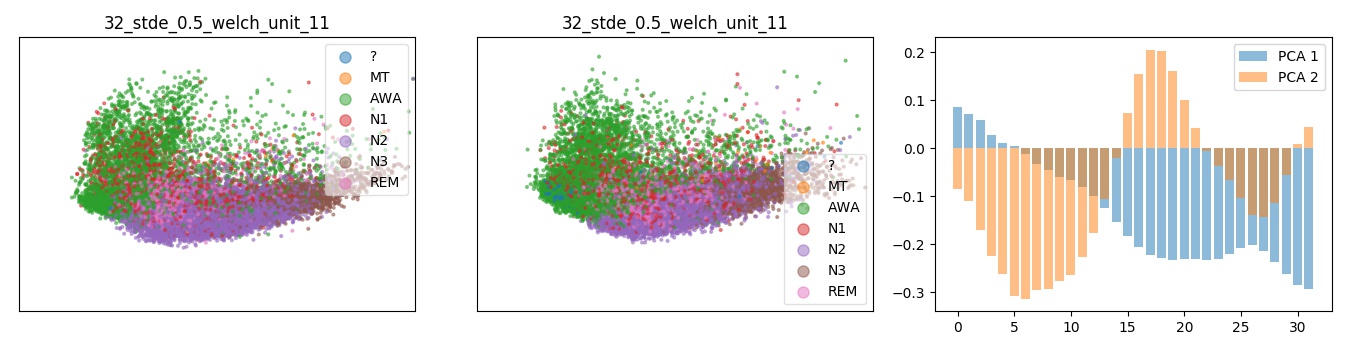 32_stde_0.5_welch_unit_11
?
MT
AWA
N1
N2
N3
REM
32_stde_0.5_welch_unit_11
?
MT
AWA
N1
N2
N3
REM
PCA 1
PCA 2
0.2
0.1
0.0
−0.1
−0.2
−0.3
0 5 10 15 20 25 30